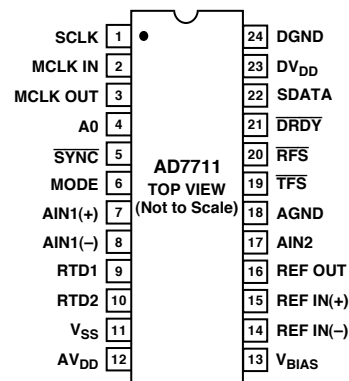 SCLK 1 24 DGND
MCLK IN 2 23 DVDD
MCLK OUT 3 22 SDATA
A0 4 21 DRDY
SYNC 5 20 RFS
MODE 6 19 TFS
AIN1(+) 7 18 AGND
AIN1(–) 8 17 AIN2
RTD1 9 16 REF OUT
RTD2 10 15 REF IN(+)
VSS 11 14 REF IN(–)
AVDD 12 13 VBIAS
AD7711
TOP VIEW
(Not to Scale)